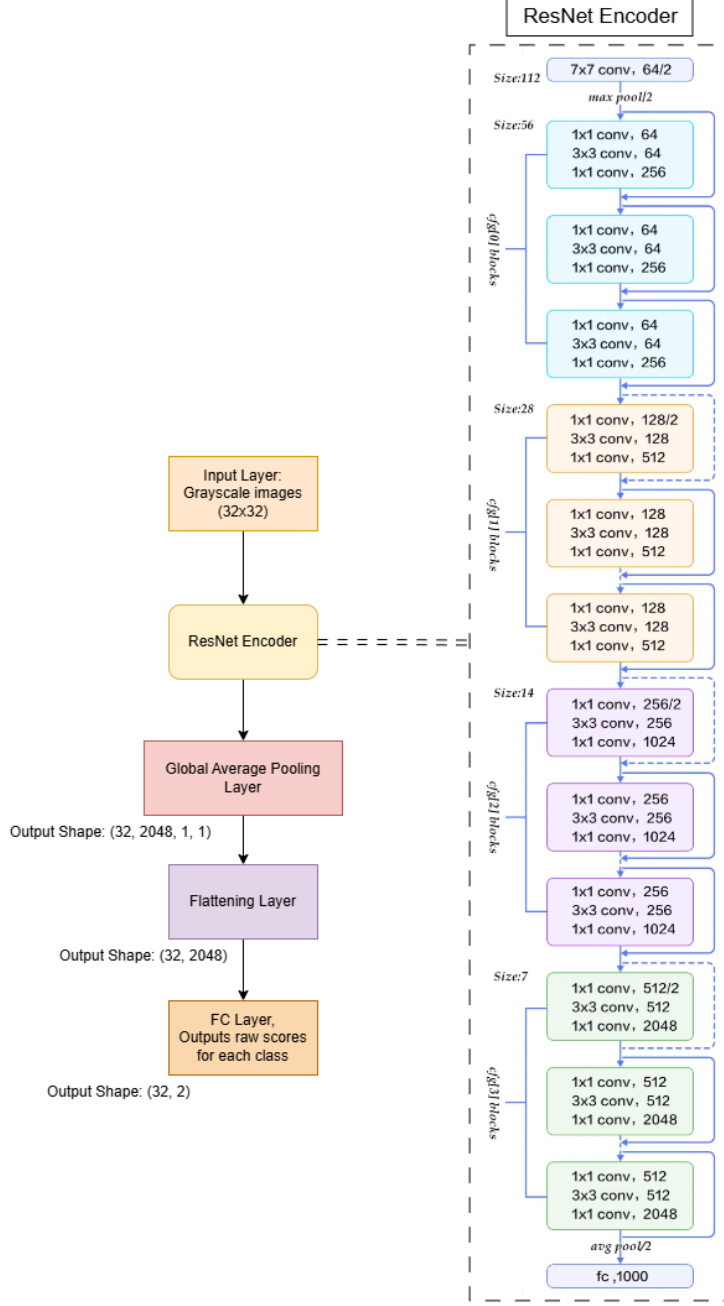 ResNet Encoder
Size:112
7x7 conv, 64/2
max pool/2
Size:56
1x1 conv, 64
3x3 conv, 64
1x1 conv, 256
cfg[0] blocks
1x1 conv, 64
3x3 conv, 64
1x1 conv, 256
1x1 conv, 64
3x3 conv, 64
1x1 conv, 256
Size:28
1x1 conv, 128/2
3x3 conv, 128
1x1 conv, 512
cfg[1] blocks
1x1 conv, 128
3x3 conv, 128
1x1 conv, 512
1x1 conv, 128
3x3 conv, 128
1x1 conv, 512
Size:14
1x1 conv, 256/2
3x3 conv, 256
1x1 conv, 1024
cfg[2] blocks
1x1 conv, 256
3x3 conv, 256
1x1 conv, 1024
1x1 conv, 256
3x3 conv, 256
1x1 conv, 1024
Size:7
1x1 conv, 512/2
3x3 conv, 512
1x1 conv, 2048
cfg[3] blocks
1x1 conv, 512
3x3 conv, 512
1x1 conv, 2048
1x1 conv, 512
3x3 conv, 512
1x1 conv, 2048
avg pool/2
fc ,1000
Input Layer:
Grayscale images
(32x32)
ResNet Encoder
Global Average Pooling
Layer
Output Shape: (32, 2048, 1, 1)
Flattening Layer
Output Shape: (32, 2048)
FC Layer,
Outputs raw scores
for each class
Output Shape: (32, 2)